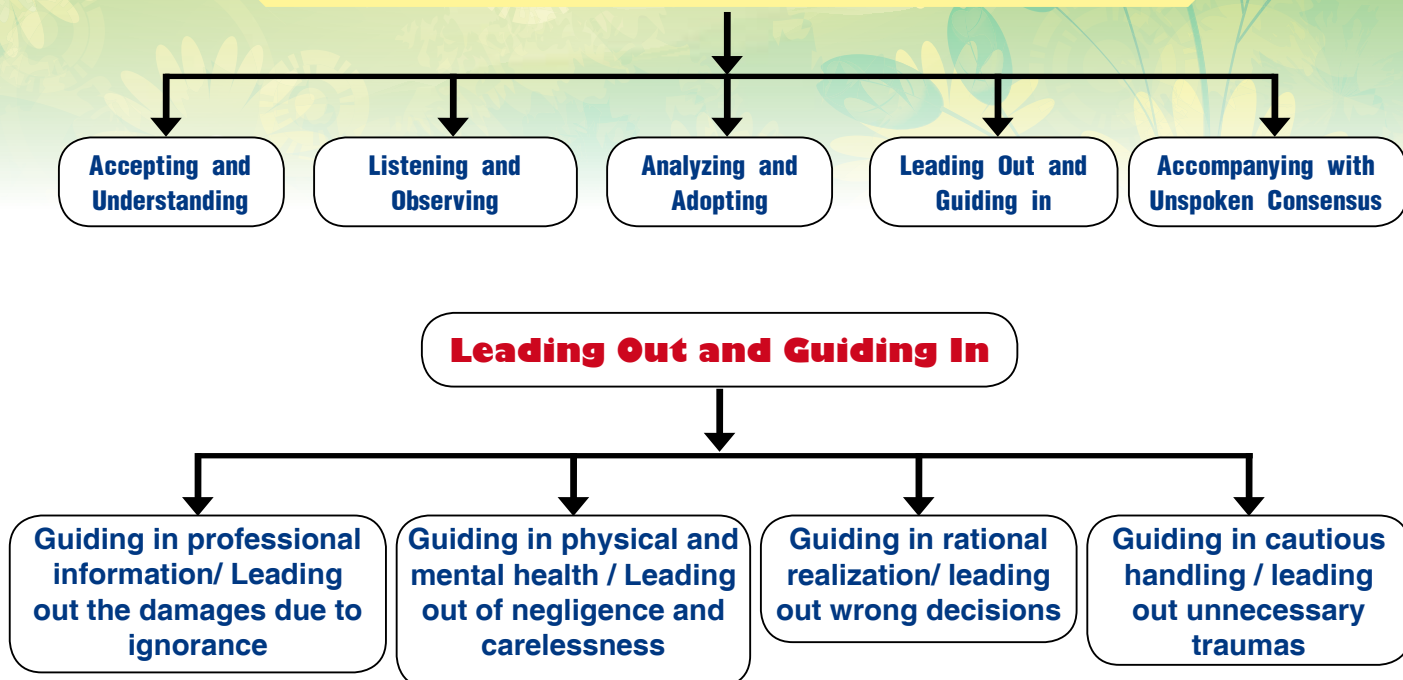 Accepting and
Understanding
Listening and
Observing
Analyzing and
Adopting
Leading Out and
Guiding in
Accompanying with
Unspoken Consensus
Leading Out and Guiding In
Guiding in professional
information/ Leading
out the damages due to
ignorance
Guiding in physical and
mental health / Leading
out of negligence and
carelessness
Guiding in rational
realization/ leading
out wrong decisions
Guiding in cautious
handling / leading
out unnecessary
traumas